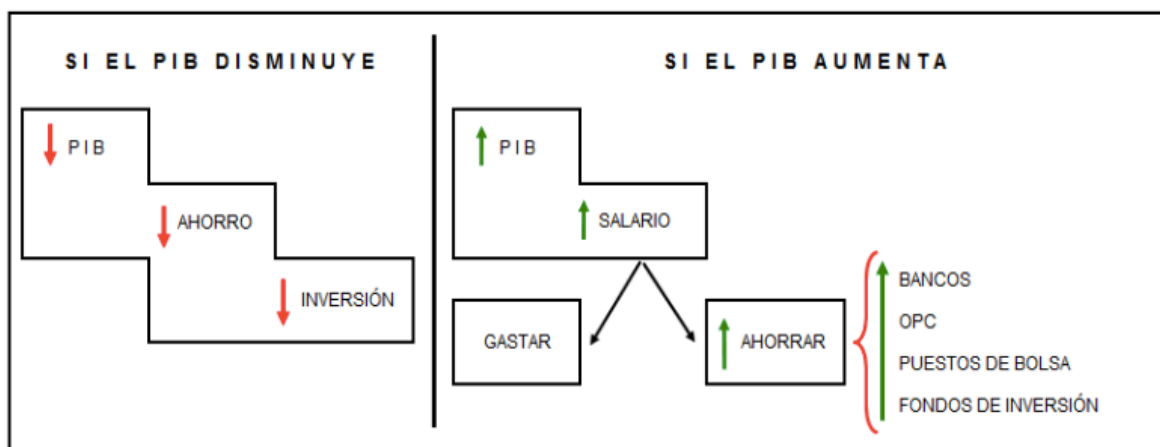 SI EL PIB DISMINUYE
PIB
AHORRO
INVERSIÓN
SI EL PIB AUMENTA
PIB
SALARIO
GASTAR
AHORRAR
BANCOS
OPC
PUESTOS DE BOLSA
FONDOS DE INVERSIÓN